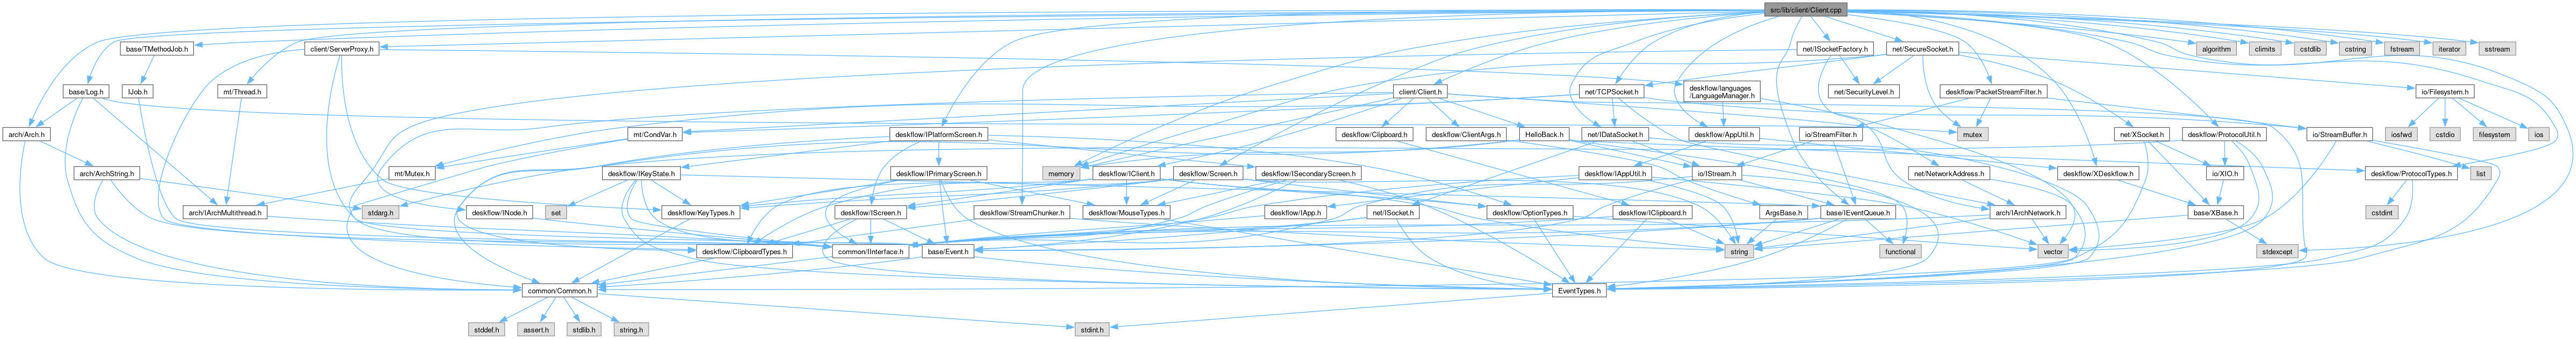 src/lib/client/Client.cpp
base/TMethodJob.h
client/ServerProxy.h
net/ISocketFactory.h
net/SecureSocket.h
algorithm
climits
cstdlib
cstring
fstream
iterator
sstream
base/Log.h
IJob.h
mt/Thread.h
client/Client.h
net/TCPSocket.h
deskflow/languages
/LanguageManager.h
net/SecurityLevel.h
deskflow/PacketStreamFilter.h
io/Filesystem.h
arch/Arch.h
mt/CondVar.h
deskflow/IPlatformScreen.h
deskflow/Clipboard.h
deskflow/ClientArgs.h
HelloBack.h
net/IDataSocket.h
deskflow/AppUtil.h
mutex
io/StreamFilter.h
net/XSocket.h
deskflow/ProtocolUtil.h
io/StreamBuffer.h
iosfwd
cstdio
filesystem
ios
arch/ArchString.h
mt/Mutex.h
deskflow/IKeyState.h
deskflow/IPrimaryScreen.h
memory
deskflow/IClient.h
deskflow/Screen.h
deskflow/ISecondaryScreen.h
deskflow/IAppUtil.h
io/IStream.h
net/NetworkAddress.h
deskflow/XDeskflow.h
io/XIO.h
deskflow/ProtocolTypes.h
list
arch/IArchMultithread.h
stdarg.h
deskflow/INode.h
set
deskflow/KeyTypes.h
deskflow/IScreen.h
deskflow/StreamChunker.h
deskflow/MouseTypes.h
deskflow/IApp.h
net/ISocket.h
deskflow/OptionTypes.h
deskflow/IClipboard.h
ArgsBase.h
base/IEventQueue.h
arch/IArchNetwork.h
base/XBase.h
cstdint
deskflow/ClipboardTypes.h
common/IInterface.h
base/Event.h
string
functional
vector
stdexcept
common/Common.h
EventTypes.h
stddef.h
assert.h
stdlib.h
string.h
stdint.h